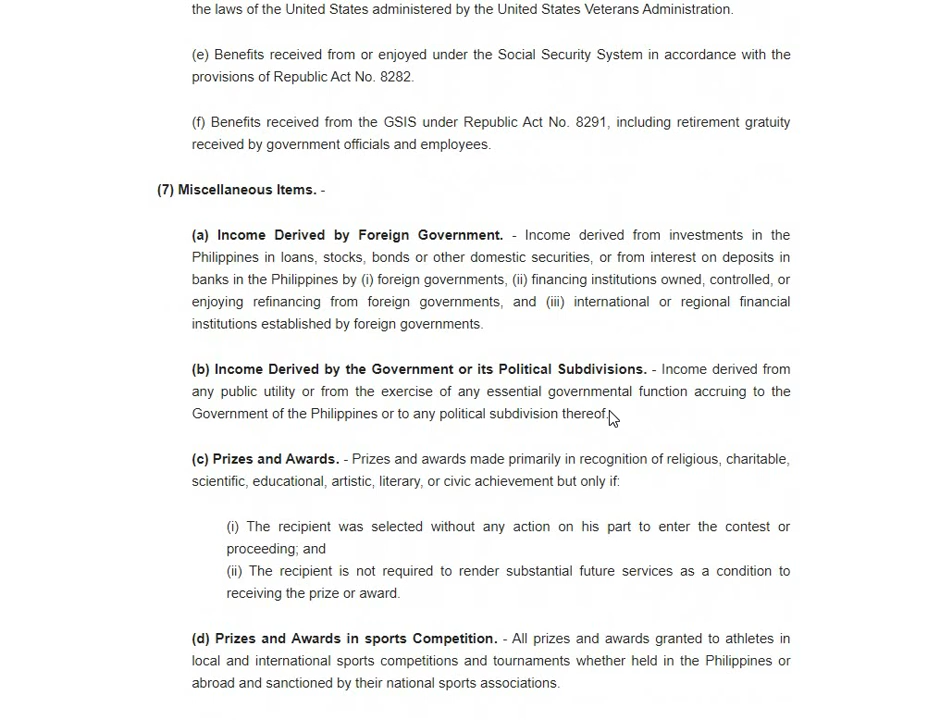 the laws of the United States administered by the United States Veterans Administration.
(e) Benefits received from or enjoyed under the Social Security System in accordance with the
provisions of Republic Act No. 8282.
(f) Benefits received from the GSIS under Republic Act No. 8291, including retirement gratuity
received by government officials and employees.
(7) Miscellaneous Items. -
(a) Income Derived by Foreign Government. - Income derived from investments in the
Philippines in loans, stocks, bonds or other domestic securities, or from interest on deposits in
banks in the Philippines by (i) foreign governments, (ii) financing institutions owned, controlled, or
enjoying refinancing from foreign governments, and (iii) international or regional financial
institutions established by foreign governments.
(b) Income Derived by the Government or its Political Subdivisions. - Income derived from
any public utility or from the exercise of any essential governmental function accruing to the
Government of the Philippines or to any political subdivision thereof.
(c) Prizes and Awards. - Prizes and awards made primarily in recognition of religious, charitable,
scientific, educational, artistic, literary, or civic achievement but only if:
(i) The recipient was selected without any action on his part to enter the contest or
proceeding; and
(ii) The recipient is not required to render substantial future services as a condition to
receiving the prize or award.
(d) Prizes and Awards in sports Competition. - All prizes and awards granted to athletes in
local and international sports competitions and tournaments whether held in the Philippines or
abroad and sanctioned by their national sports associations.